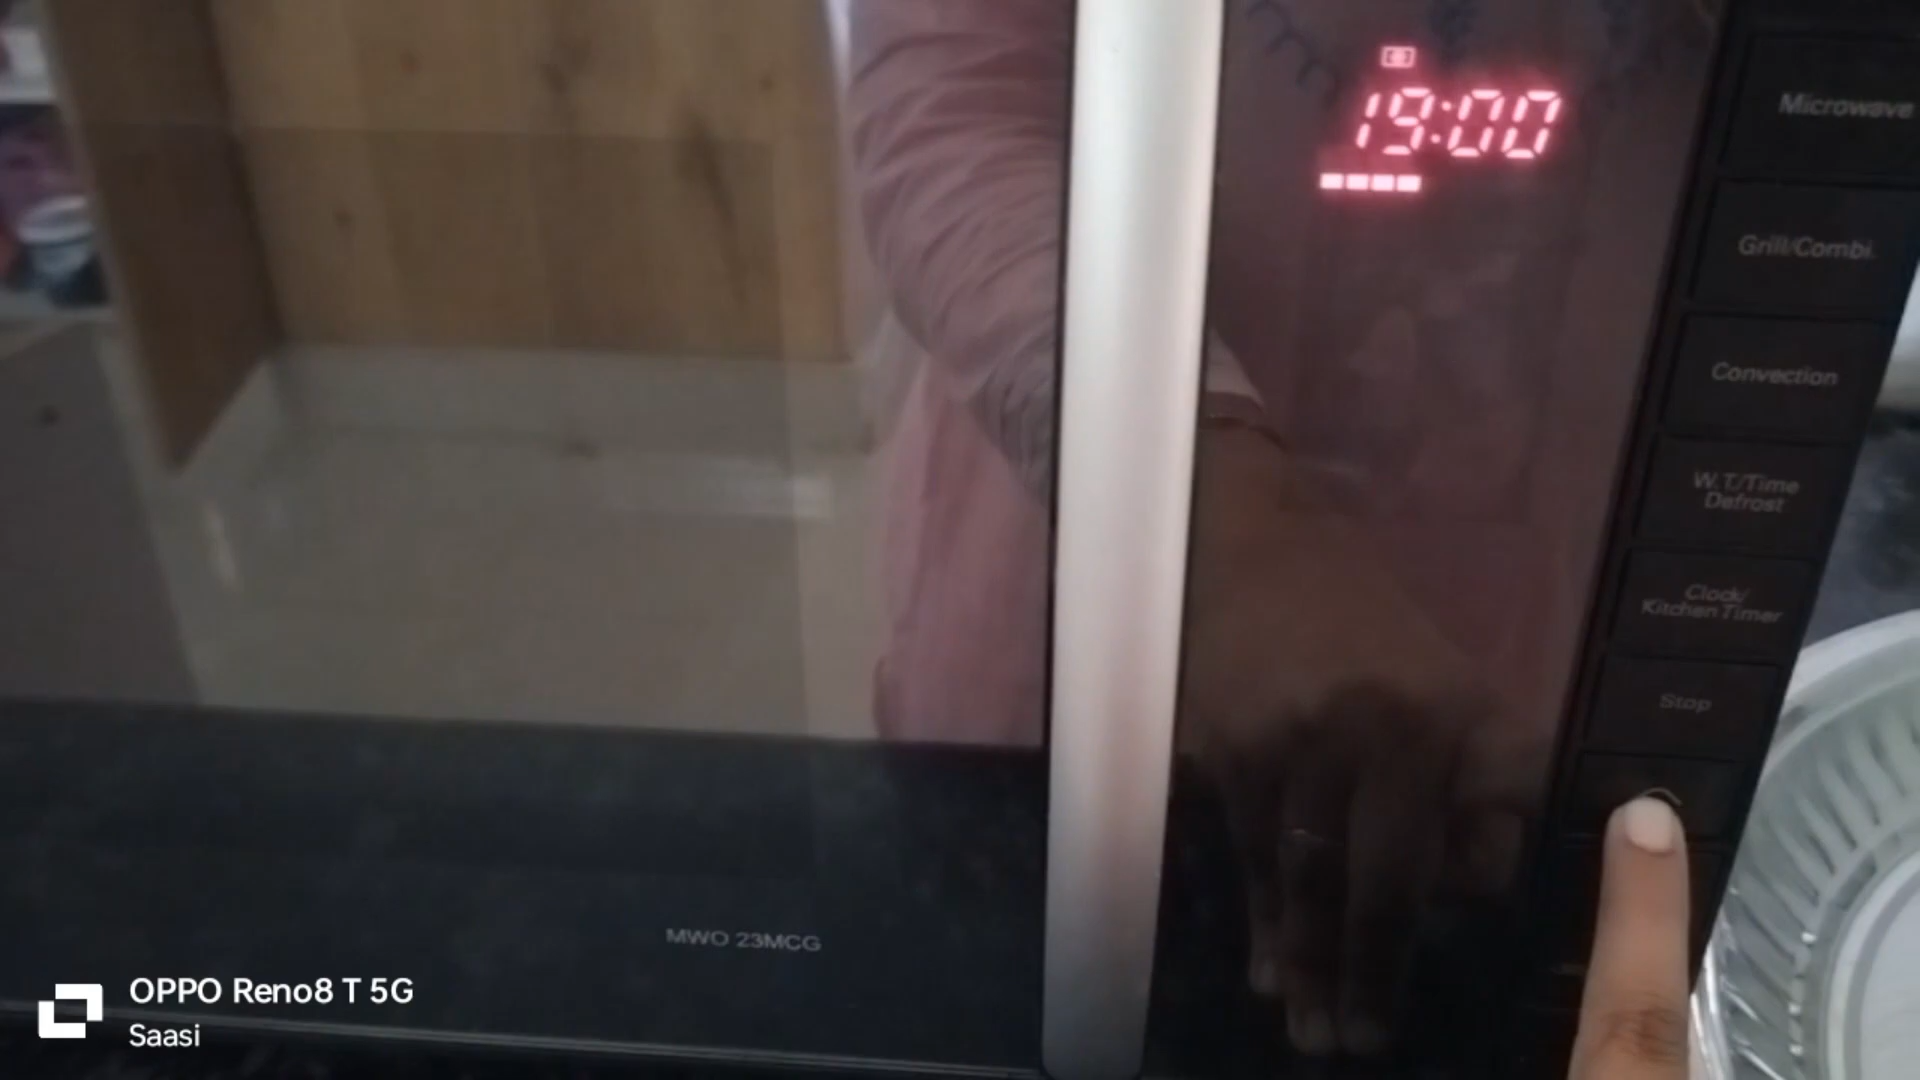 19:00
Microwave
Grill/Combi.
Convection
W.T./Time
Defrost
Clock/
Kitchen Timer
Stop
MWO 23MCG
OPPO Reno8 T 5G
Saasi